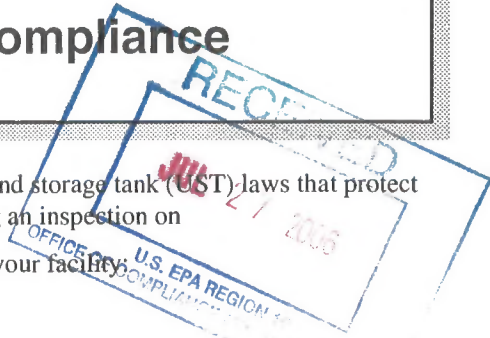 ompliance
nd storage tank (UST) laws that protect
an inspection on
your facility:
RECEIVED
JUL 27 2006
U.S. EPA REGION
OFFICE OF COMPLIANCE